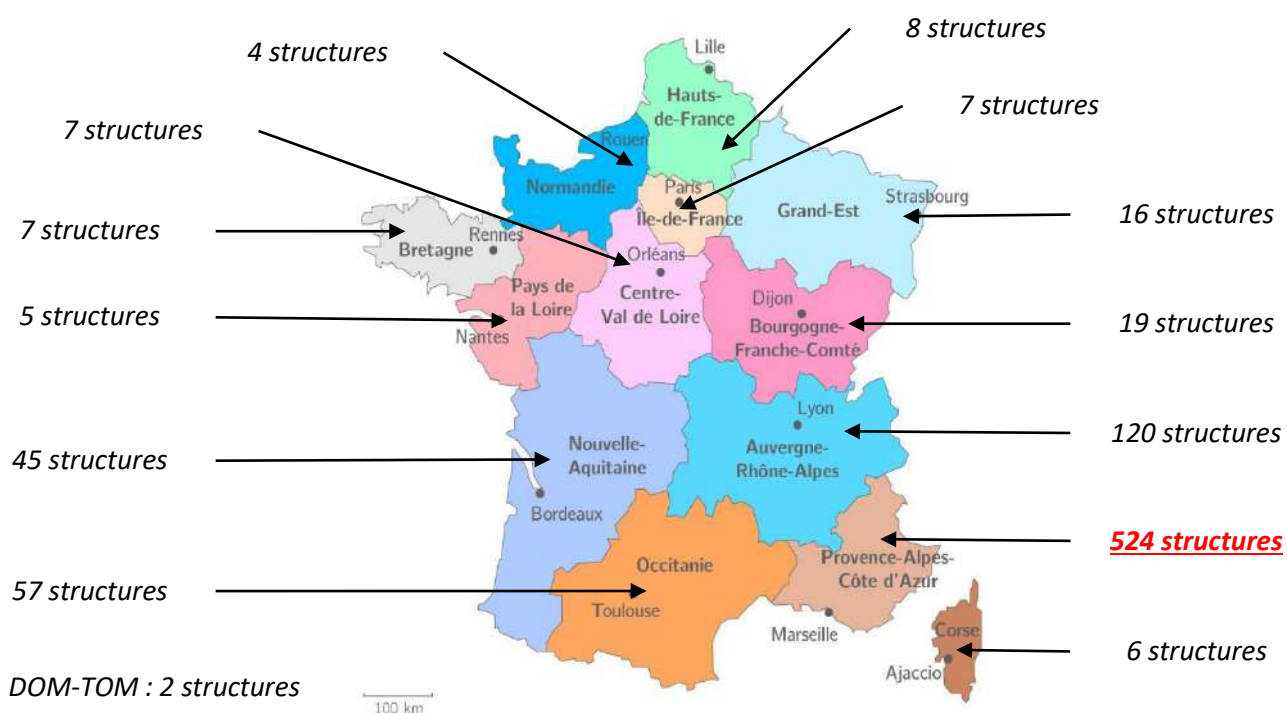 8 structures
4 structures
Lille
Hauts-
de-France
7 structures
7 structures
Rouen
Normandie
Paris
Île-de-France
Strasbourg
Grand-Est
16 structures
7 structures
Rennes
Bretagne
Orléans
Pays de
la Loire
Centre-
Val de Loire
Dijon
Bourgogne-
Franche-Comté
5 structures
Nantes
19 structures
Lyon
Auvergne-
Rhône-Alpes
120 structures
45 structures
Nouvelle-
Aquitaine
Bordeaux
524 structures
Provence-Alpes-
Côte d'Azur
Occitanie
57 structures
Toulouse
Marseille
Corse
Ajaccio
6 structures
DOM-TOM : 2 structures
100 km